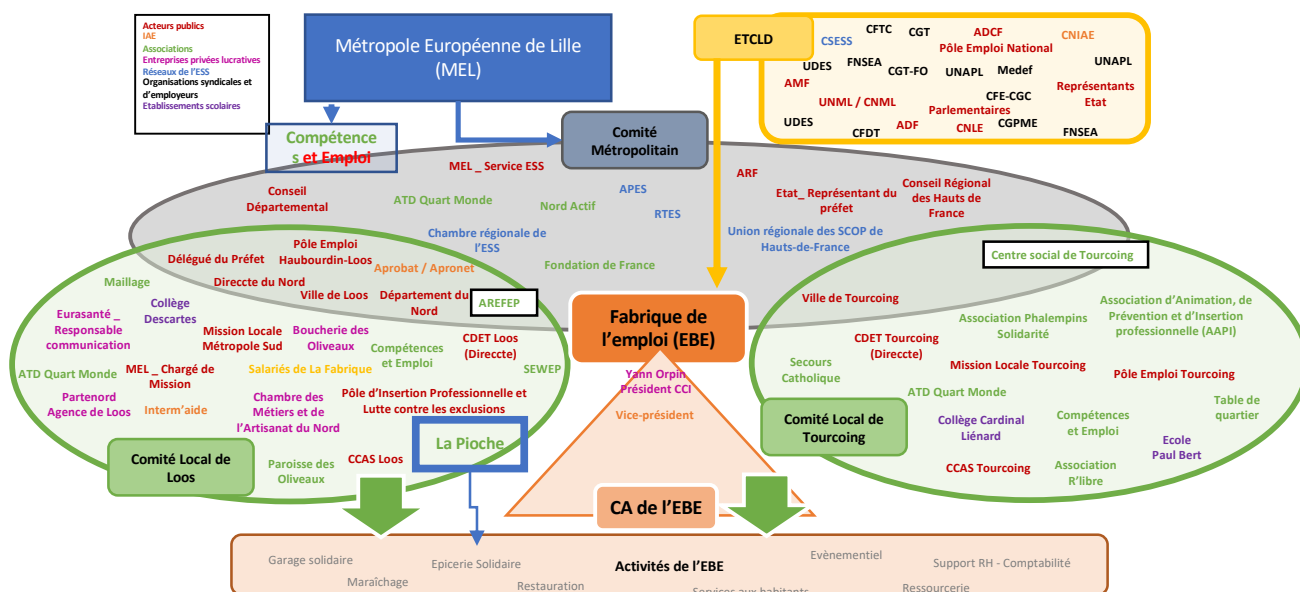 Acteurs publics
IAE
Associations
Entreprises privées lucratives
Réseaux de l'ESS
Organisations syndicales et
d'employeurs
Etablissements scolaires
Métropole Européenne de Lille
(MEL)
ETCLD
CSESS
CFTC
CGT
ADCF
Pôle Emploi National
CNIAE
UDES
FNSEA
CGT-FO
UNAPL
Medef
UNAPL
AMF
UNML / CNML
Parlementaires
CFE-CGC
Représentants
Etat
UDES
CFDT
ADF
CNLE
CGPME
FNSEA
Compétence
s et Emploi
Comité
Métropolitain
MEL _ Service ESS
Conseil
Départemental
ATD Quart Monde
Nord Actif
APES
RTES
ARF
Etat_ Représentant du
préfet
Conseil Régional
des Hauts de
France
Chambre régionale de
l'ESS
Fondation de France
Union régionale des SCOP de
Hauts-de-France
Pôle Emploi
Haubourdin-Loos
Délégué du Préfet
Aprobat / Apronet
Maillage
Direccte du Nord
Ville de Loos
Département du
Nord
AREFEP
Collège
Descartes
Eurasanté _
Responsable
communication
Mission Locale
Métropole Sud
Boucherie des
Oliveaux
Compétences
et Emploi
CDET Loos
(Direccte)
SEWEP
ATD Quart Monde
MEL _ Chargé de
Mission
Salariés de La Fabrique
Partenord
Agence de Loos
Interm'aide
Chambre des
Métiers et de
l'Artisanat du Nord
Pôle d'Insertion Professionnelle et
Lutte contre les exclusions
La Pioche
Comité Local de
Loos
Paroisse des
Oliveaux
CCAS Loos
Fabrique de
l'emploi (EBE)
Yann Orpin
Président CCI
Vice-président
CA de l'EBE
Centre social de Tourcoing
Ville de Tourcoing
Association Phalempins
Solidarité
Association d'Animation, de
Prévention et d'Insertion
professionnelle (AAPI)
CDET Tourcoing
(Direccte)
Secours
Catholique
Mission Locale Tourcoing
Pôle Emploi Tourcoing
ATD Quart Monde
Table de
quartier
Comité Local de
Tourcoing
Collège Cardinal
Liénard
Compétences
et Emploi
Ecole
Paul Bert
CCAS Tourcoing
Association
R'libre
Garage solidaire
Epicerie Solidaire
Activités de l'EBE
Evènementiel
Support RH - Comptabilité
Maraîchage
Restauration
Services aux habitants
Ressourcerie